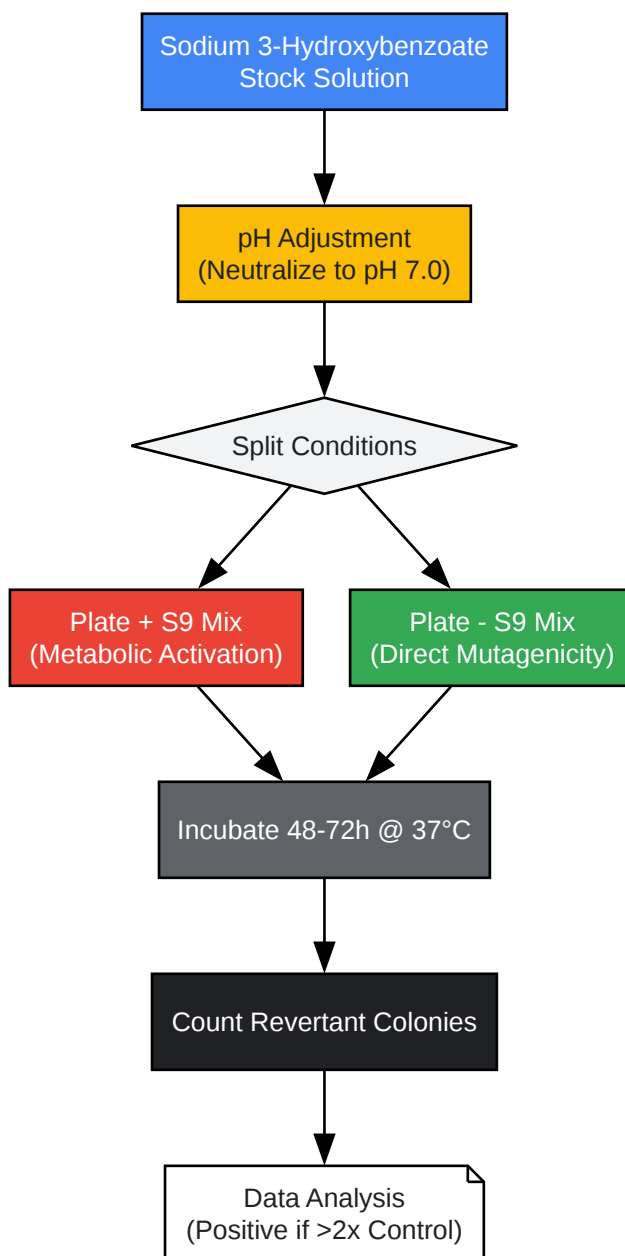 Sodium 3-Hydroxybenzoate
Stock Solution
pH Adjustment
(Neutralize to pH 7.0)
Split Conditions
Plate + S9 Mix
(Metabolic Activation)
Plate - S9 Mix
(Direct Mutagenicity)
Incubate 48-72h @ 37°C
Count Revertant Colonies
Data Analysis
(Positive if >2x Control)